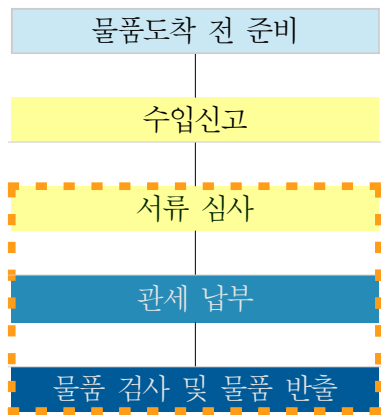 물품도착 전 준비
수입신고
서류 심사
관세 납부
물품 검사 및 물품 반출